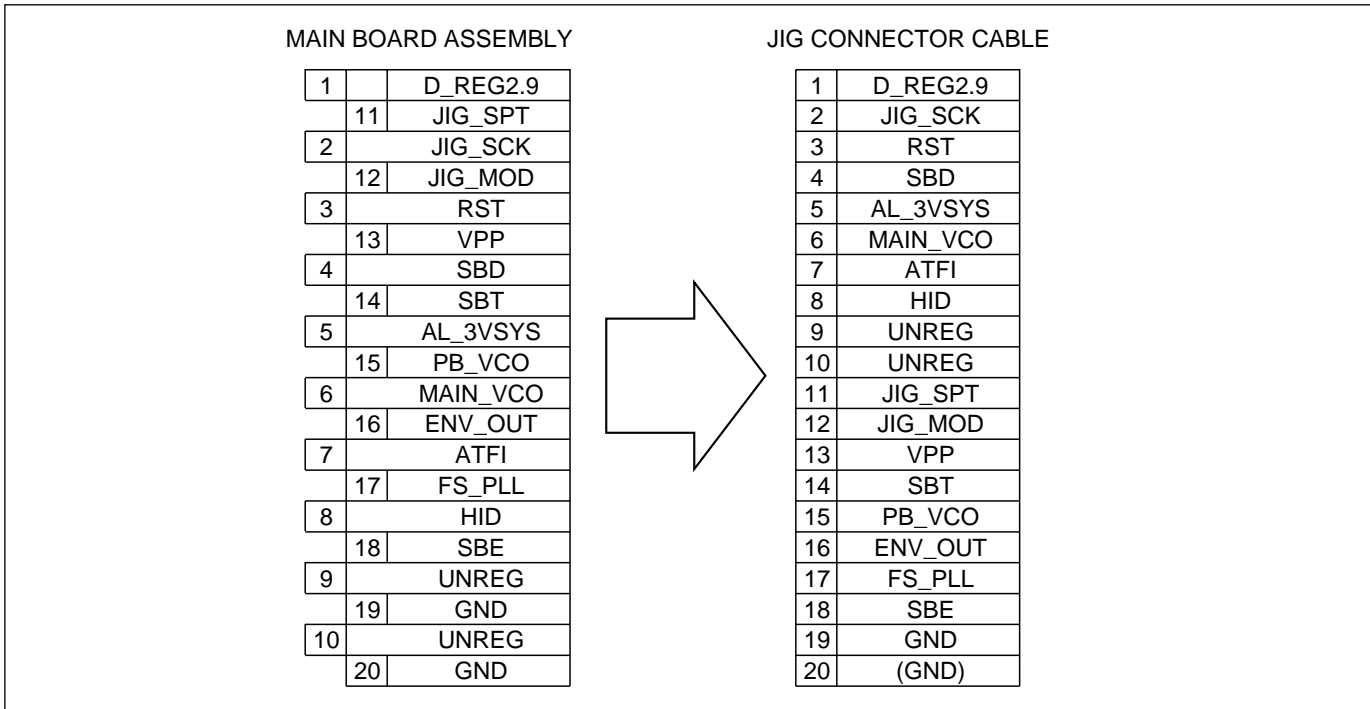 MAIN BOARD ASSEMBLY
1 D_REG2.9
11 JIG_SPT
2 JIG_SCK
12 JIG_MOD
3 RST
13 VPP
4 SBD
14 SBT
5 AL_3VSYS
15 PB_VCO
6 MAIN_VCO
16 ENV_OUT
7 ATFI
17 FS_PLL
8 HID
18 SBE
9 UNREG
19 GND
10 UNREG
20 GND
JIG CONNECTOR CABLE
1 D_REG2.9
2 JIG_SCK
3 RST
4 SBD
5 AL_3VSYS
6 MAIN_VCO
7 ATFI
8 HID
9 UNREG
10 UNREG
11 JIG_SPT
12 JIG_MOD
13 VPP
14 SBT
15 PB_VCO
16 ENV_OUT
17 FS_PLL
18 SBE
19 GND
20 (GND)